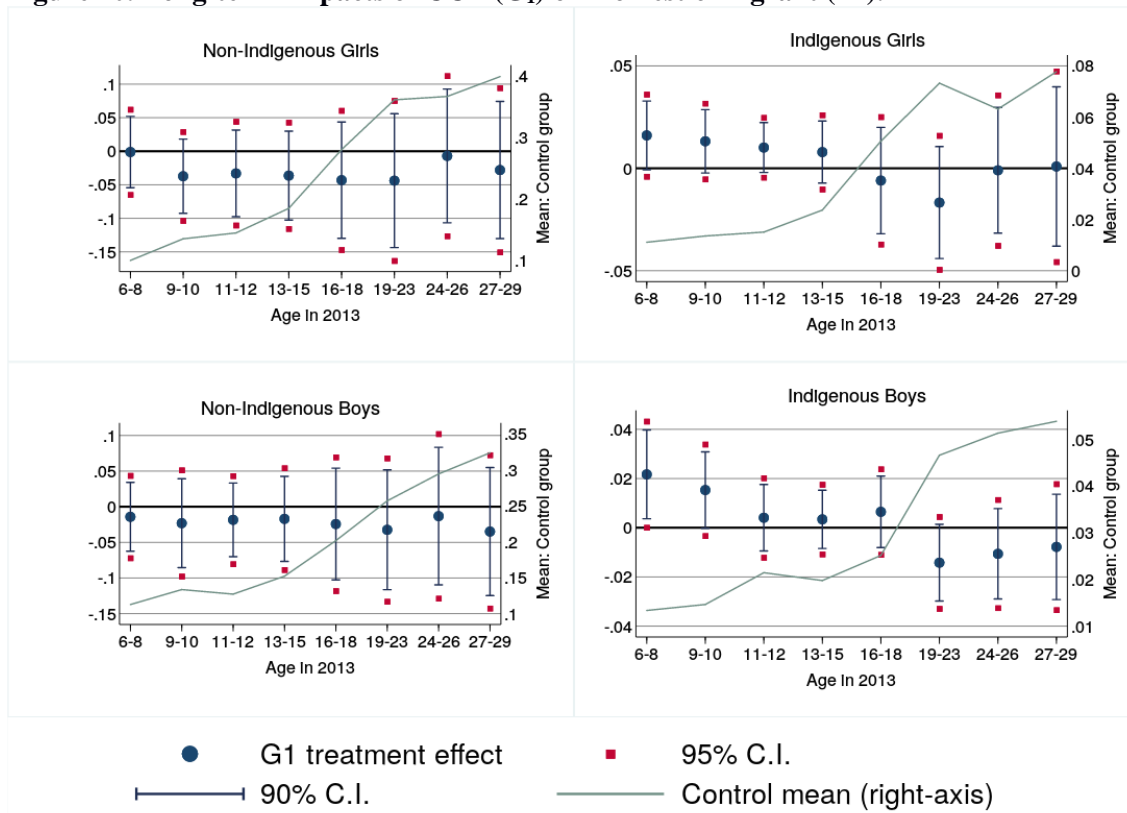 Non-Indigenous Girls
.1
.05
0
-.05
-.1
-.15
.4
.3
.2
.1
Mean: Control group
6-8 9-10 11-12 13-15 16-18 19-23 24-26 27-29
Age in 2013
Indigenous Girls
.05
0
-.05
.08
.06
.04
.02
0
Mean: Control group
6-8 9-10 11-12 13-15 16-18 19-23 24-26 27-29
Age in 2013
Non-Indigenous Boys
.1
.05
0
-.05
-.1
-.15
.35
.3
.25
.2
.15
.1
Mean: Control group
6-8 9-10 11-12 13-15 16-18 19-23 24-26 27-29
Age in 2013
Indigenous Boys
.04
.02
0
-.02
-.04
.05
.04
.03
.02
.01
Mean: Control group
6-8 9-10 11-12 13-15 16-18 19-23 24-26 27-29
Age in 2013
G1 treatment effect
95% C.I.
90% C.I.
Control mean (right-axis)